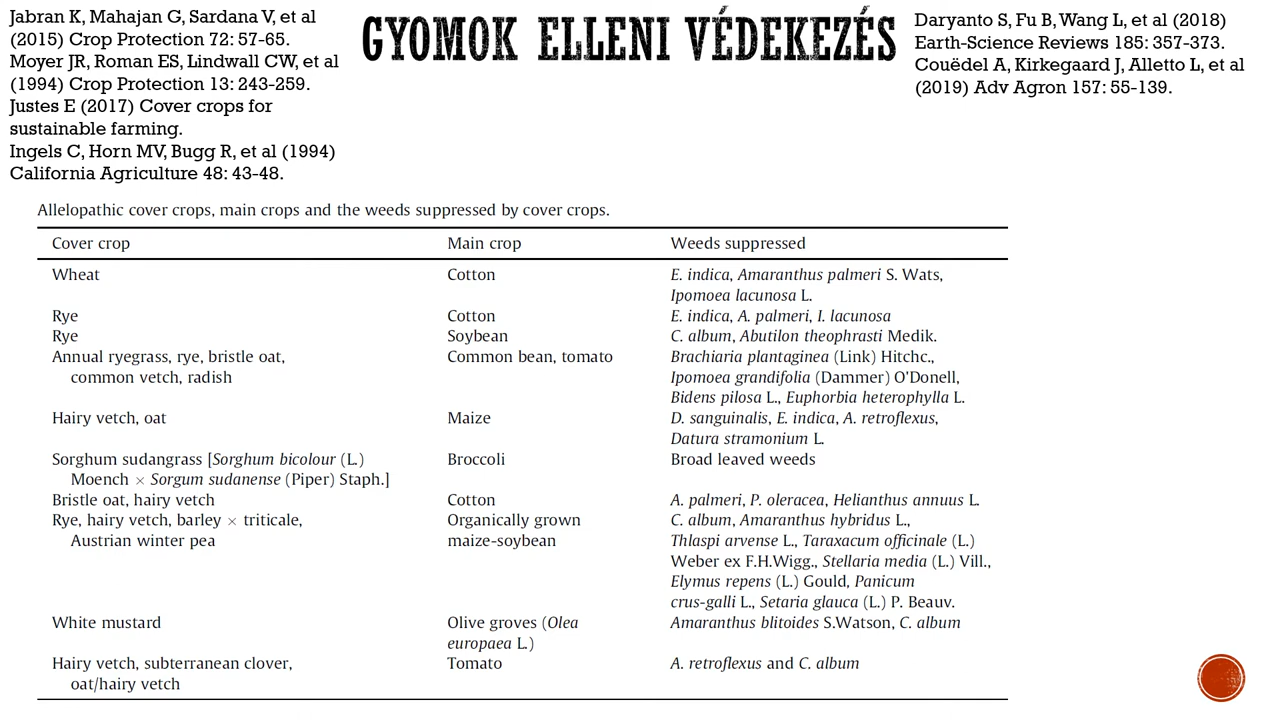 Jabran K, Mahajan G, Sardana V, et al
(2015) Crop Protection 72: 57-65.
Moyer JR, Roman ES, Lindwall CW, et al
(1994) Crop Protection 13: 243-259.
Justes E (2017) Cover crops for
sustainable farming.
Ingels C, Horn MV, Bugg R, et al (1994)
California Agriculture 48: 43-48.
GYOMOK ELLENI VÉDEKEZÉS
Daryanto S, Fu B, Wang L, et al (2018)
Earth-Science Reviews 185: 357-373.
Couëdel A, Kirkegaard J, Alletto L, et al
(2019) Adv Agron 157: 55-139.
Allelopathic cover crops, main crops and the weeds suppressed by cover crops.
Cover crop Main crop Weeds suppressed
Wheat Cotton E. indica, Amaranthus palmeri S. Wats,
Ipomoea lacunosa L.
Rye Cotton E. indica, A. palmeri, I. lacunosa
Rye Soybean C. album, Abutilon theophrasti Medik.
Annual ryegrass, rye, bristle oat, Common bean, tomato Brachiaria plantaginea (Link) Hitchc.,
common vetch, radish Ipomoea grandifolia (Dammer) O'Donell,
Bidens pilosa L., Euphorbia heterophylla L.
Hairy vetch, oat Maize D. sanguinalis, E. indica, A. retroflexus,
Datura stramonium L.
Sorghum sudangrass [Sorghum bicolour (L.) Broccoli Broad leaved weeds
Moench × Sorgum sudanense (Piper) Staph.]
Bristle oat, hairy vetch Cotton A. palmeri, P. oleracea, Helianthus annuus L.
Rye, hairy vetch, barley × triticale, Organically grown C. album, Amaranthus hybridus L.,
Austrian winter pea maize-soybean Thlaspi arvense L., Taraxacum officinale (L.)
Weber ex F.H.Wigg., Stellaria media (L.) Vill.,
Elymus repens (L.) Gould, Panicum
crus-galli L., Setaria glauca (L.) P. Beauv.
White mustard Olive groves (Olea Amaranthus blitoides S.Watson, C. album
europaea L.)
Hairy vetch, subterranean clover, Tomato A. retroflexus and C. album
oat/hairy vetch